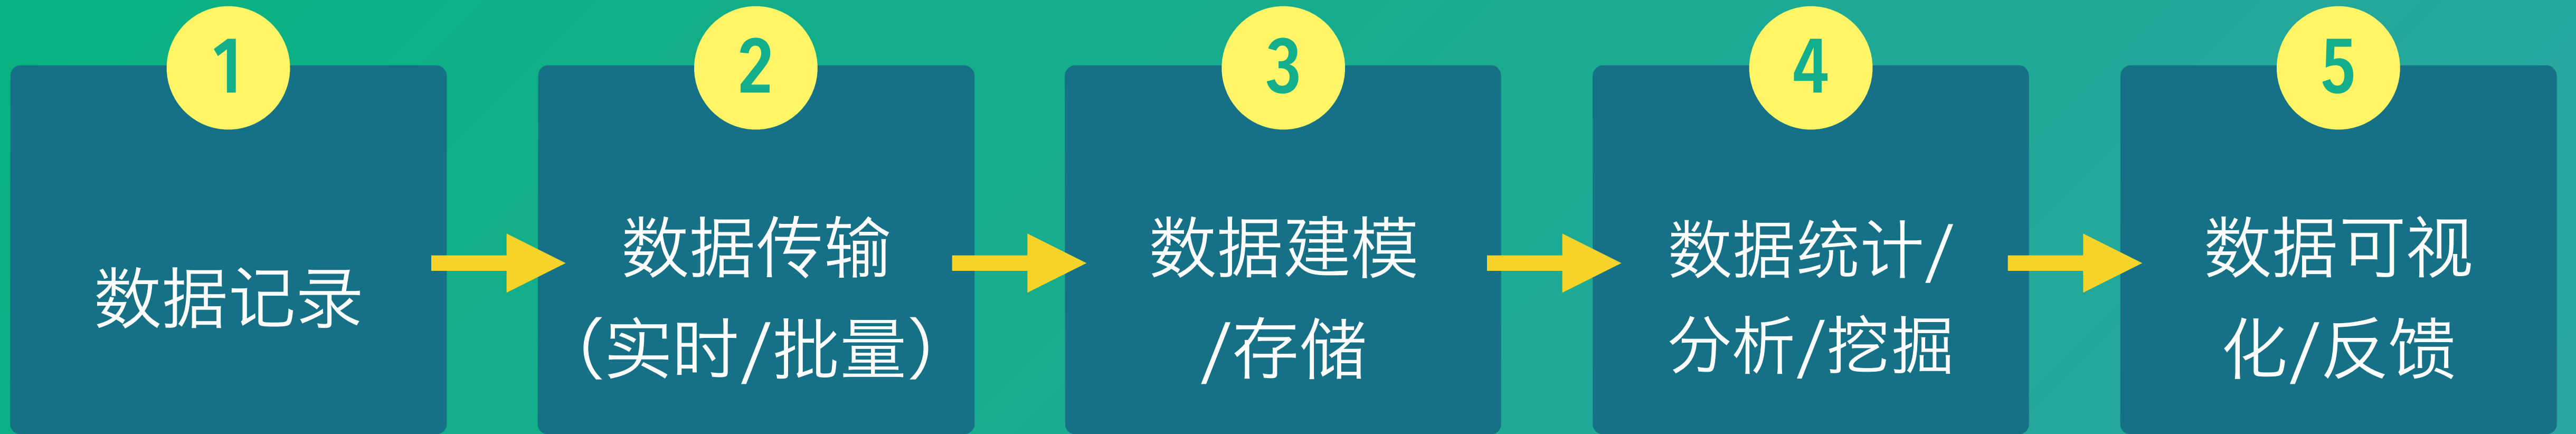 1
数据记录
2
数据传输
（实时/批量）
3
数据建模
/存储
4
数据统计/
分析/挖掘
5
数据可视
化/反馈